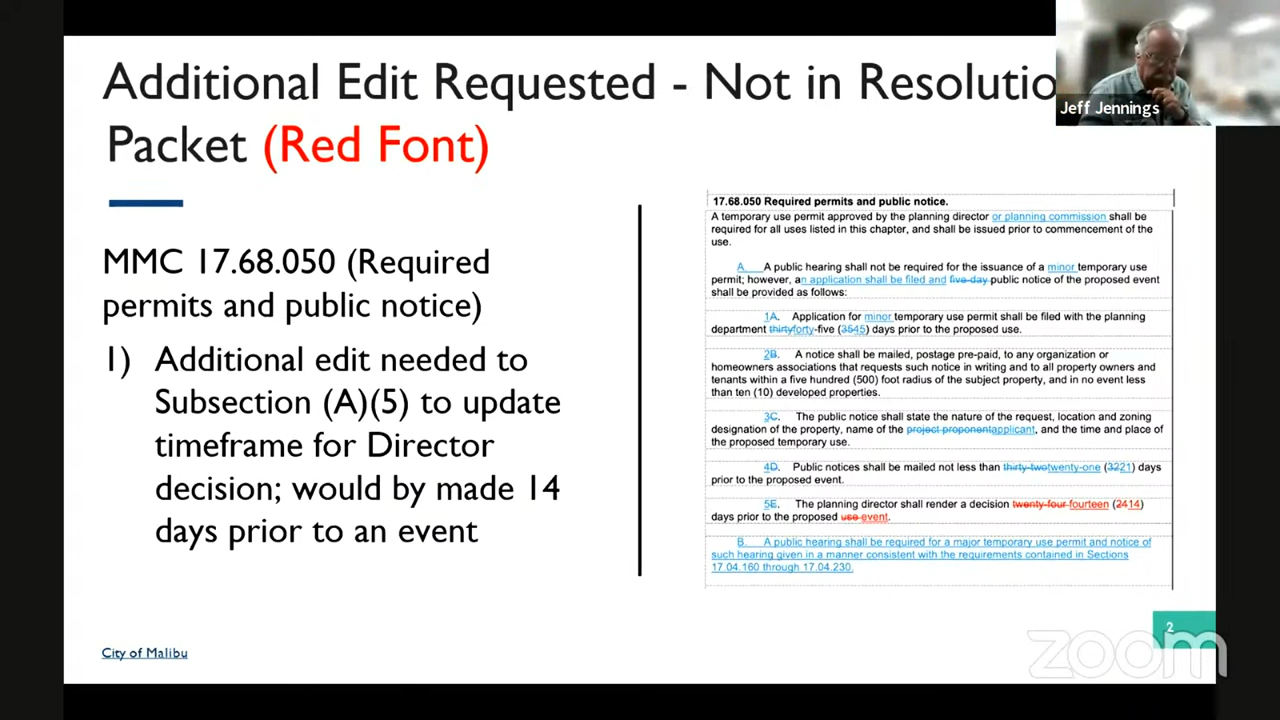 Additional Edit Requested - Not in Resolutio
Packet (Red Font)
Jeff Jennings
MMC 17.68.050 (Required
permits and public notice)
1) Additional edit needed to
Subsection (A)(5) to update
timeframe for Director
decision; would by made 14
days prior to an event
17.68.050 Required permits and public notice.
A temporary use permit approved by the planning director or planning commission shall be
required for all uses listed in this chapter, and shall be issued prior to commencement of the
use.
A. A public hearing shall not be required for the issuance of a minor temporary use
permit; however, an application shall be filed and five-day public notice of the proposed event
shall be provided as follows:
1A. Application for minor temporary use permit shall be filed with the planning
department thirtyforty-five (3545) days prior to the proposed use.
2B. A notice shall be mailed, postage pre-paid, to any organization or
homeowners associations that requests such notice in writing and to all property owners and
tenants within a five hundred (500) foot radius of the subject property, and in no event less
than ten (10) developed properties.
3C. The public notice shall state the nature of the request, location and zoning
designation of the property, name of the project proponentapplicant, and the time and place of
the proposed temporary use.
4D. Public notices shall be mailed not less than thirty-twotwenty-one (3221) days
prior to the proposed event.
5E. The planning director shall render a decision twenty-four fourteen (2414)
days prior to the proposed use event.
B. A public hearing shall be required for a major temporary use permit and notice of
such hearing given in a manner consistent with the requirements contained in Sections
17.04.160 through 17.04.230.
City of Malibu
2
zoom